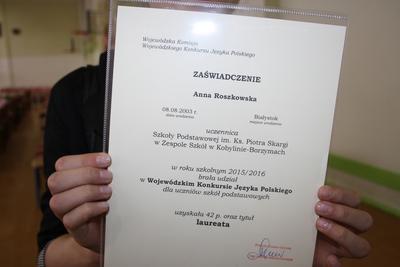 Wojewódzka Komisja
Wojewódzkiego Konkursu Języka Polskiego
ZAŚWIADCZENIE
Anna Roszkowska
08.08.2003 r.
Białystok
data urodzenia
miejsce urodzenia
uczennica
Szkoły Podstawowej im. Ks. Piotra Skargi
w Zespole Szkół w Kobylinie-Borzymach
w roku szkolnym 2015/2016
brała udział
w Wojewódzkim Konkursie Języka Polskiego
dla uczniów szkół podstawowych
uzyskała 42 p. oraz tytuł
laureata